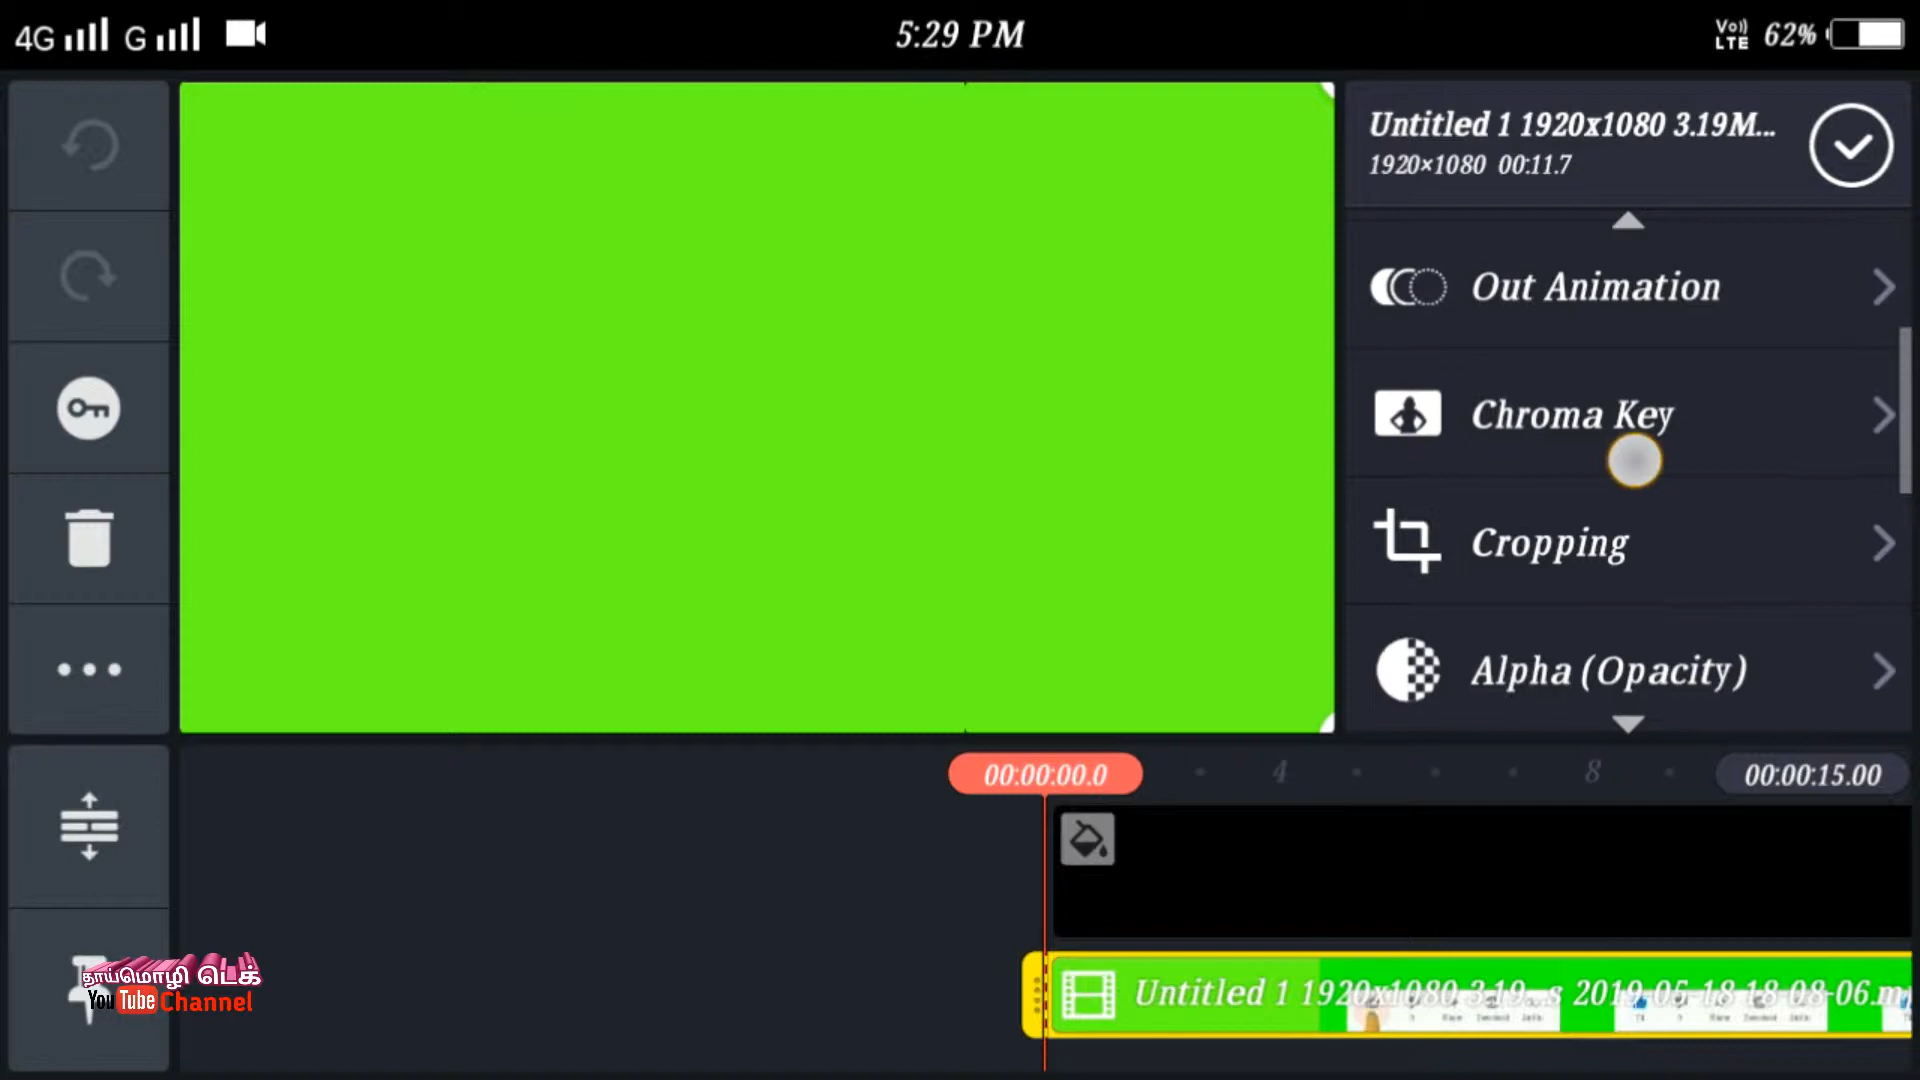 4G G 5:29 PM Vo)) LTE 62%
Untitled 1 1920x1080 3.19M...
1920×1080 00:11.7
Out Animation
Chroma Key
Cropping
Alpha (Opacity)
00:00:00.0 4 8 00:00:15.00
Untitled 1 1920x1080 3.19...s 2019-05-18 18-08-06.m
தாய்மொழி டெக்
YouTube Channel